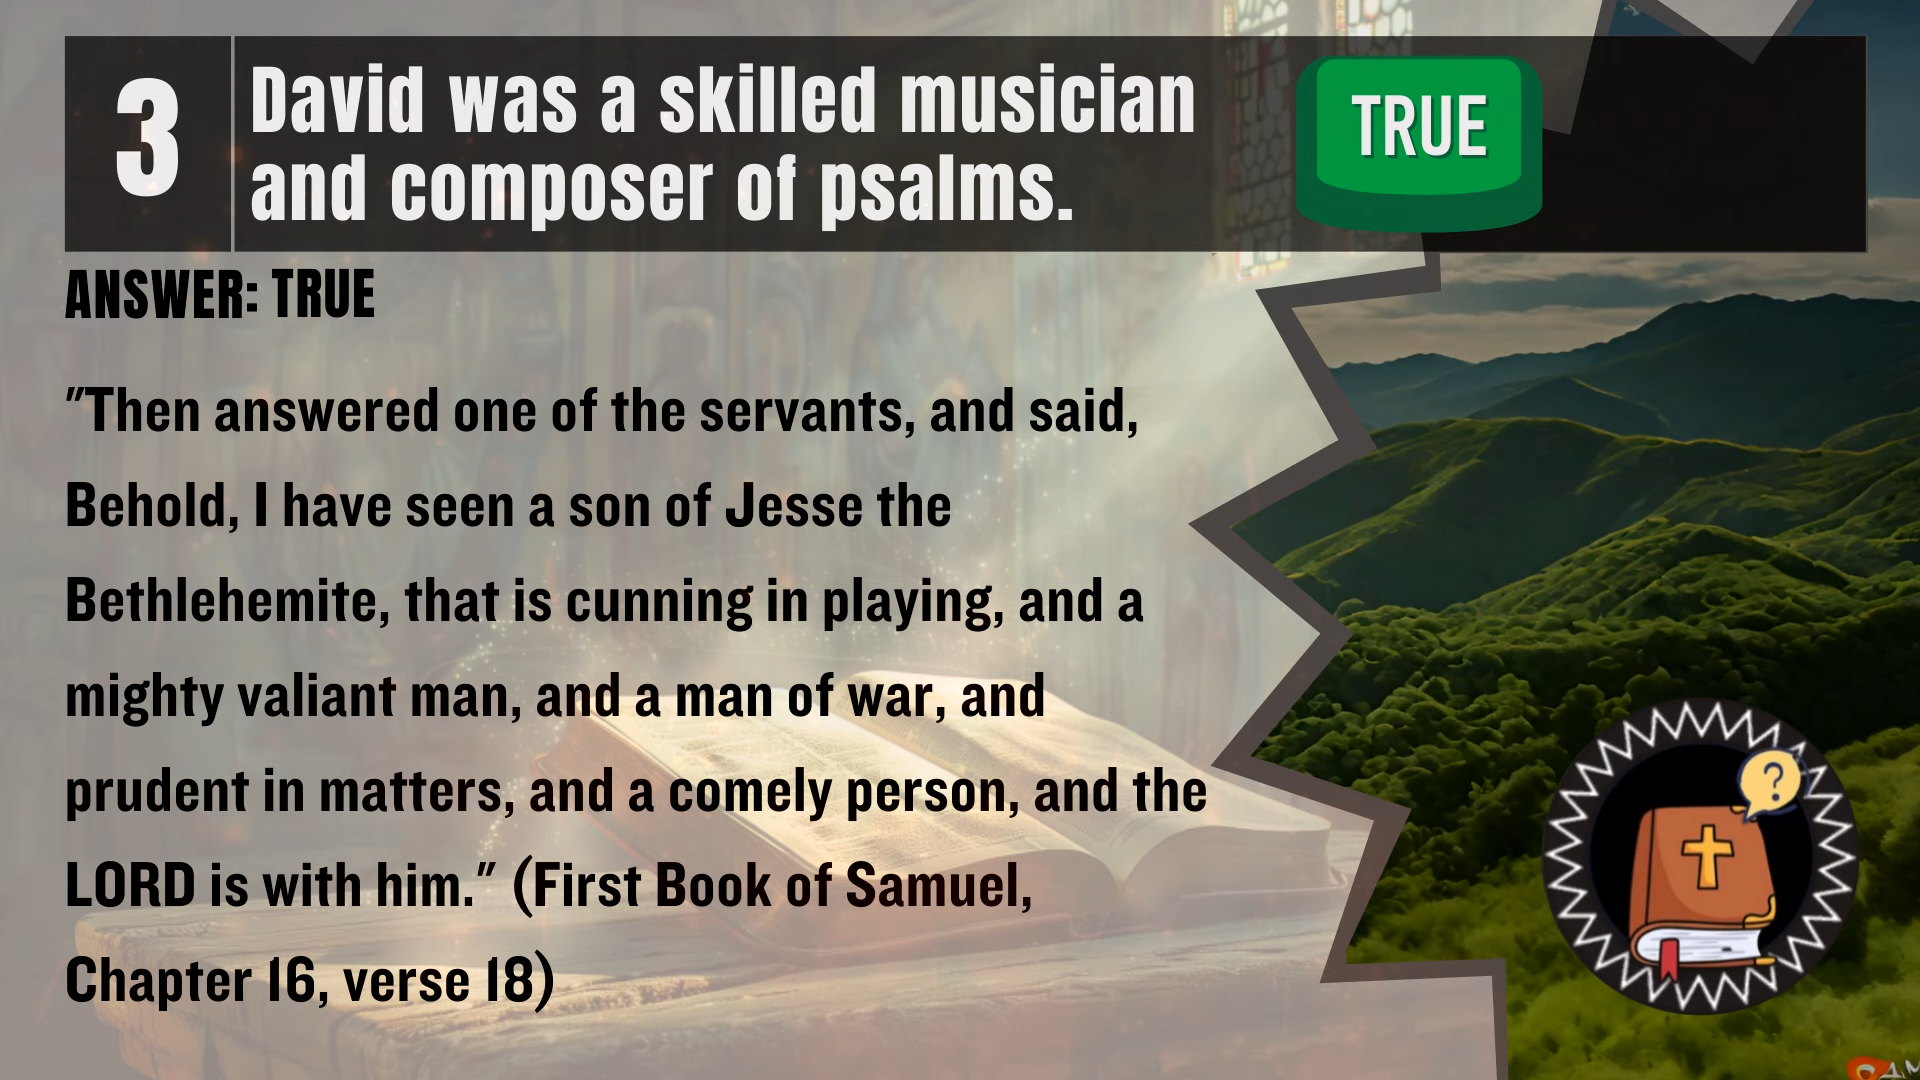 3
David was a skilled musician
and composer of psalms.
TRUE
ANSWER: TRUE
"Then answered one of the servants, and said,
Behold, I have seen a son of Jesse the
Bethlehemite, that is cunning in playing, and a
mighty valiant man, and a man of war, and
prudent in matters, and a comely person, and the
LORD is with him." (First Book of Samuel,
Chapter 16, verse 18)
?